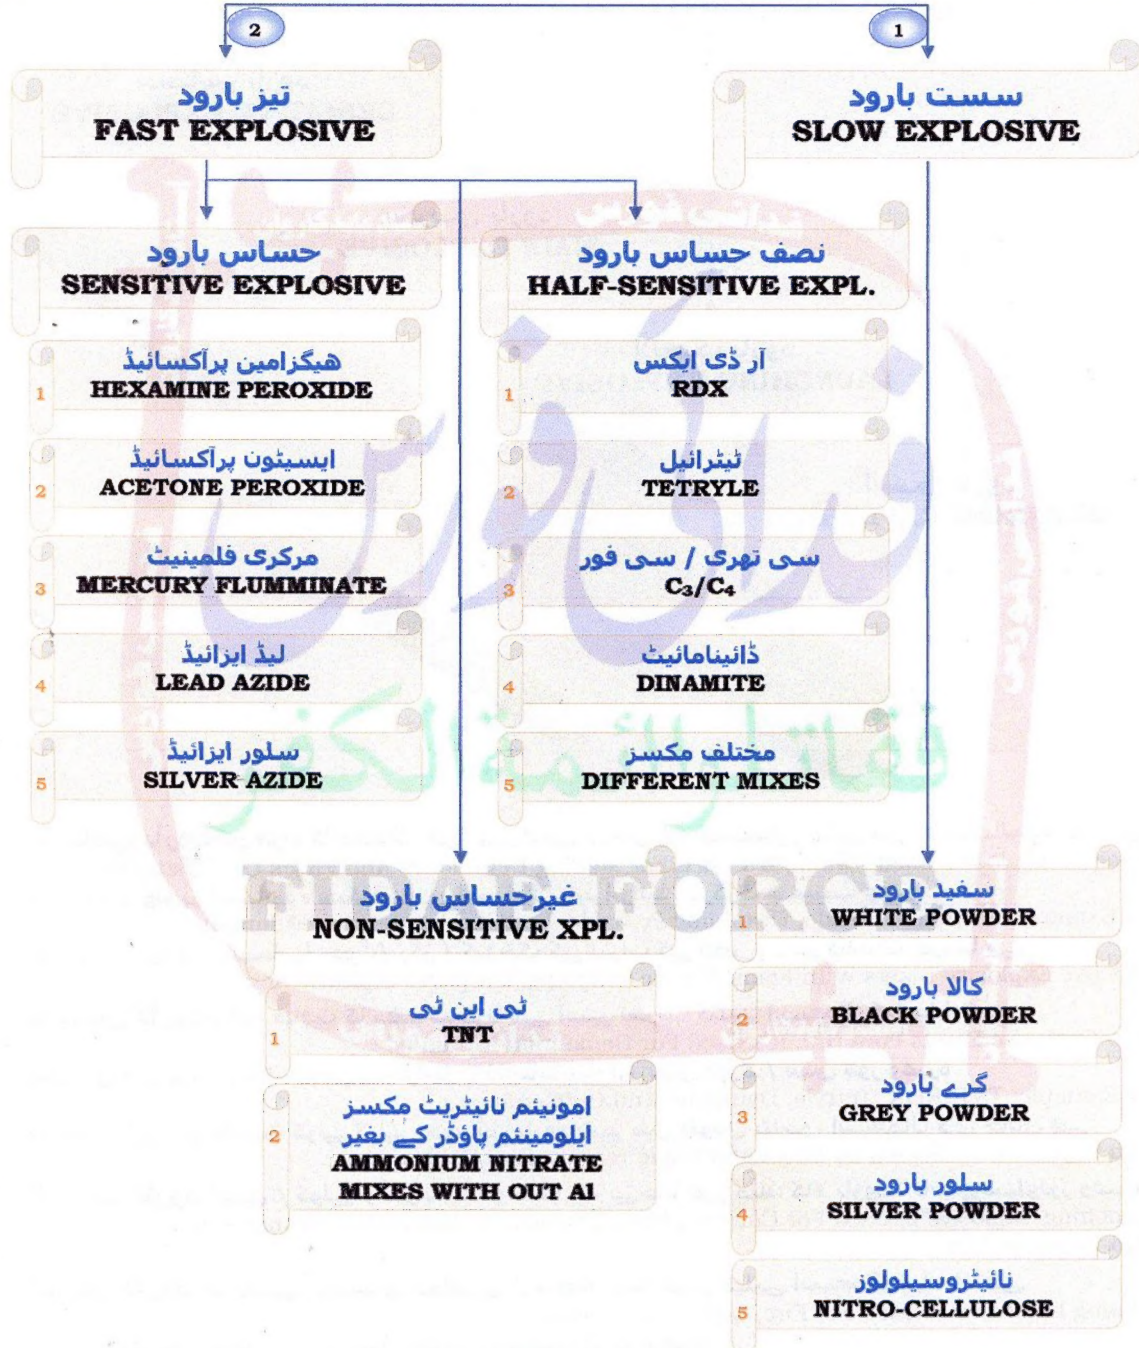 2
1
تیز بارود
FAST EXPLOSIVE
سست بارود
SLOW EXPLOSIVE
حساس بارود
SENSITIVE EXPLOSIVE
1
ھیگزامین پرآکسائیڈ
HEXAMINE PEROXIDE
2
ایسیٹون پرآکسائیڈ
ACETONE PEROXIDE
3
مرکری فلمینیٹ
MERCURY FLUMMINATE
4
لیڈ ایزائیڈ
LEAD AZIDE
5
سلور ایزائیڈ
SILVER AZIDE
نصف حساس بارود
HALF-SENSITIVE EXPL.
1
آر ڈی ایکس
RDX
2
ٹیٹرائیل
TETRYLE
3
سی تھری / سی فور
C₃/C₄
4
ڈائینامائیٹ
DINAMITE
5
مختلف مکسز
DIFFERENT MIXES
غیرحساس بارود
NON-SENSITIVE XPL.
1
ٹی این ٹی
TNT
2
امونیئم نائیٹریٹ مکسز
ایلومینئم پاؤڈر کے بغیر
AMMONIUM NITRATE
MIXES WITH OUT Al
1
سفید بارود
WHITE POWDER
2
کالا بارود
BLACK POWDER
3
گرے بارود
GREY POWDER
4
سلور بارود
SILVER POWDER
5
نائیٹروسیلولوز
NITRO-CELLULOSE
فدائی فورس
فقاتلوا ائمة الكفر
FIDAE FORCE